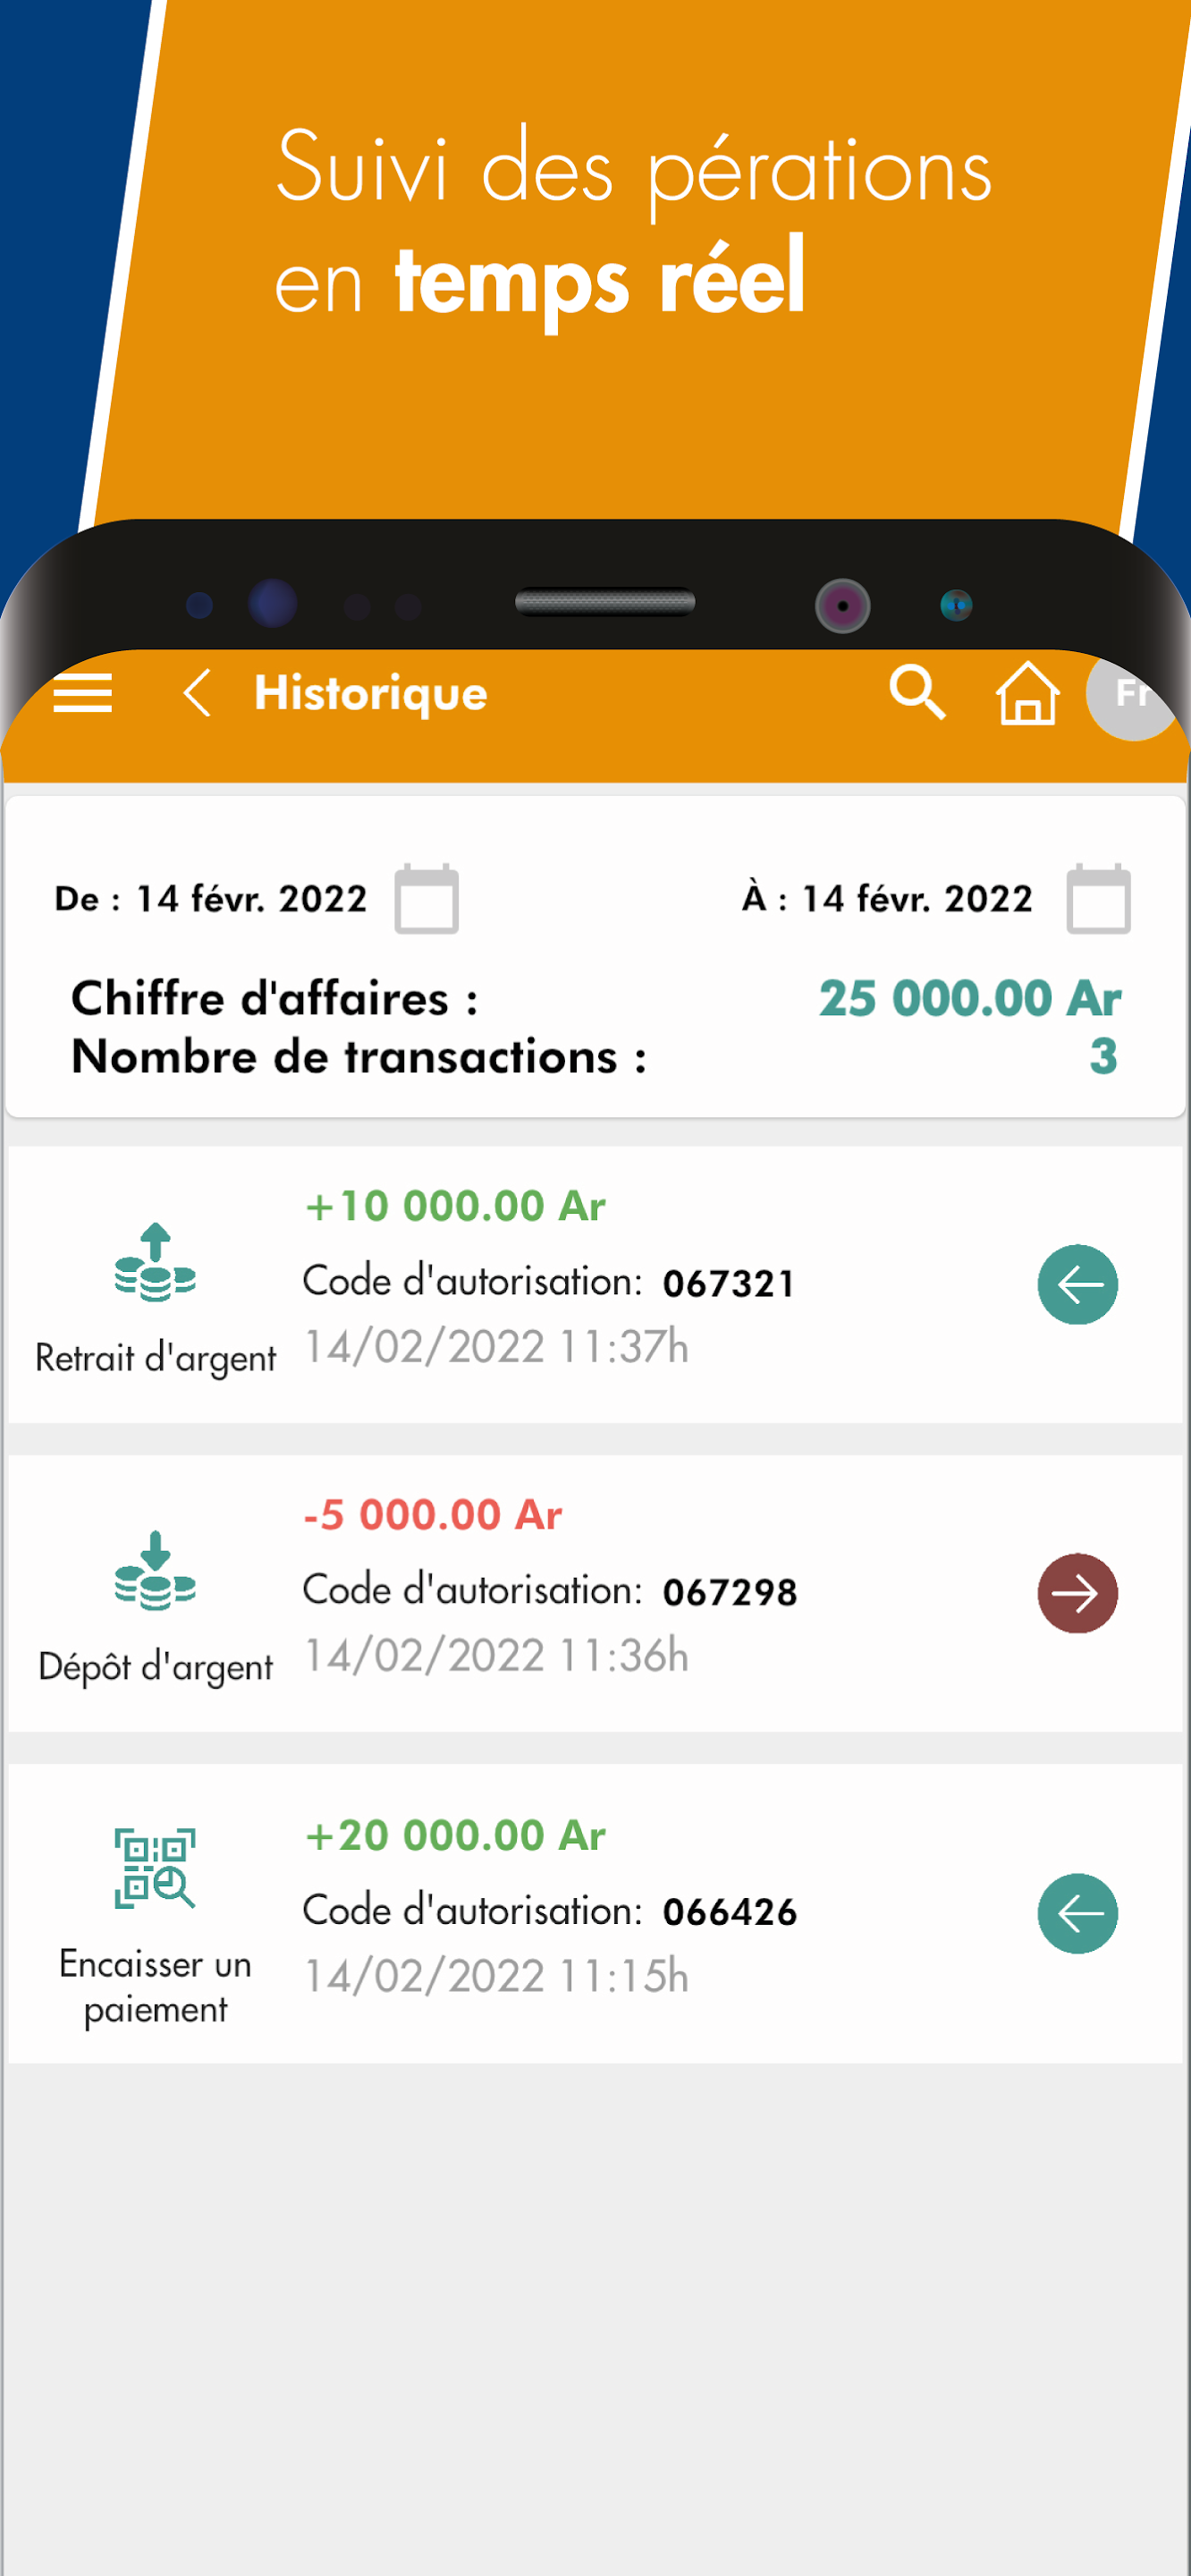 Suivi des pérations
en temps réel
Historique
Fr
De : 14 févr. 2022
À : 14 févr. 2022
Chiffre d'affaires : 25 000.00 Ar
Nombre de transactions : 3
+10 000.00 Ar
Code d'autorisation: 067321
Retrait d'argent
14/02/2022 11:37h
-5 000.00 Ar
Code d'autorisation: 067298
Dépôt d'argent
14/02/2022 11:36h
+20 000.00 Ar
Code d'autorisation: 066426
Encaisser un
paiement
14/02/2022 11:15h